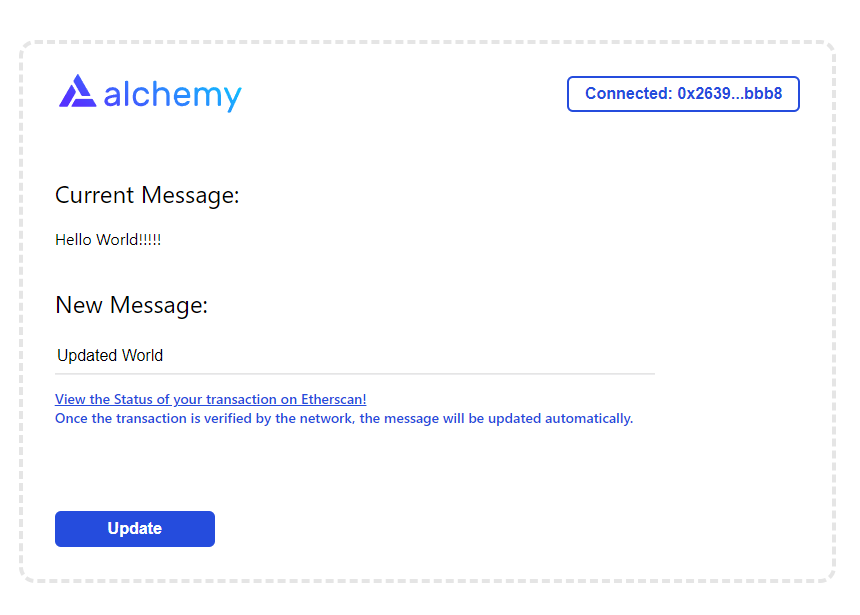 alchemy
Connected: 0x2639...bbb8
Current Message:
Hello World!!!!!
New Message:
Updated World
View the Status of your transaction on Etherscan!
Once the transaction is verified by the network, the message will be updated automatically.
Update